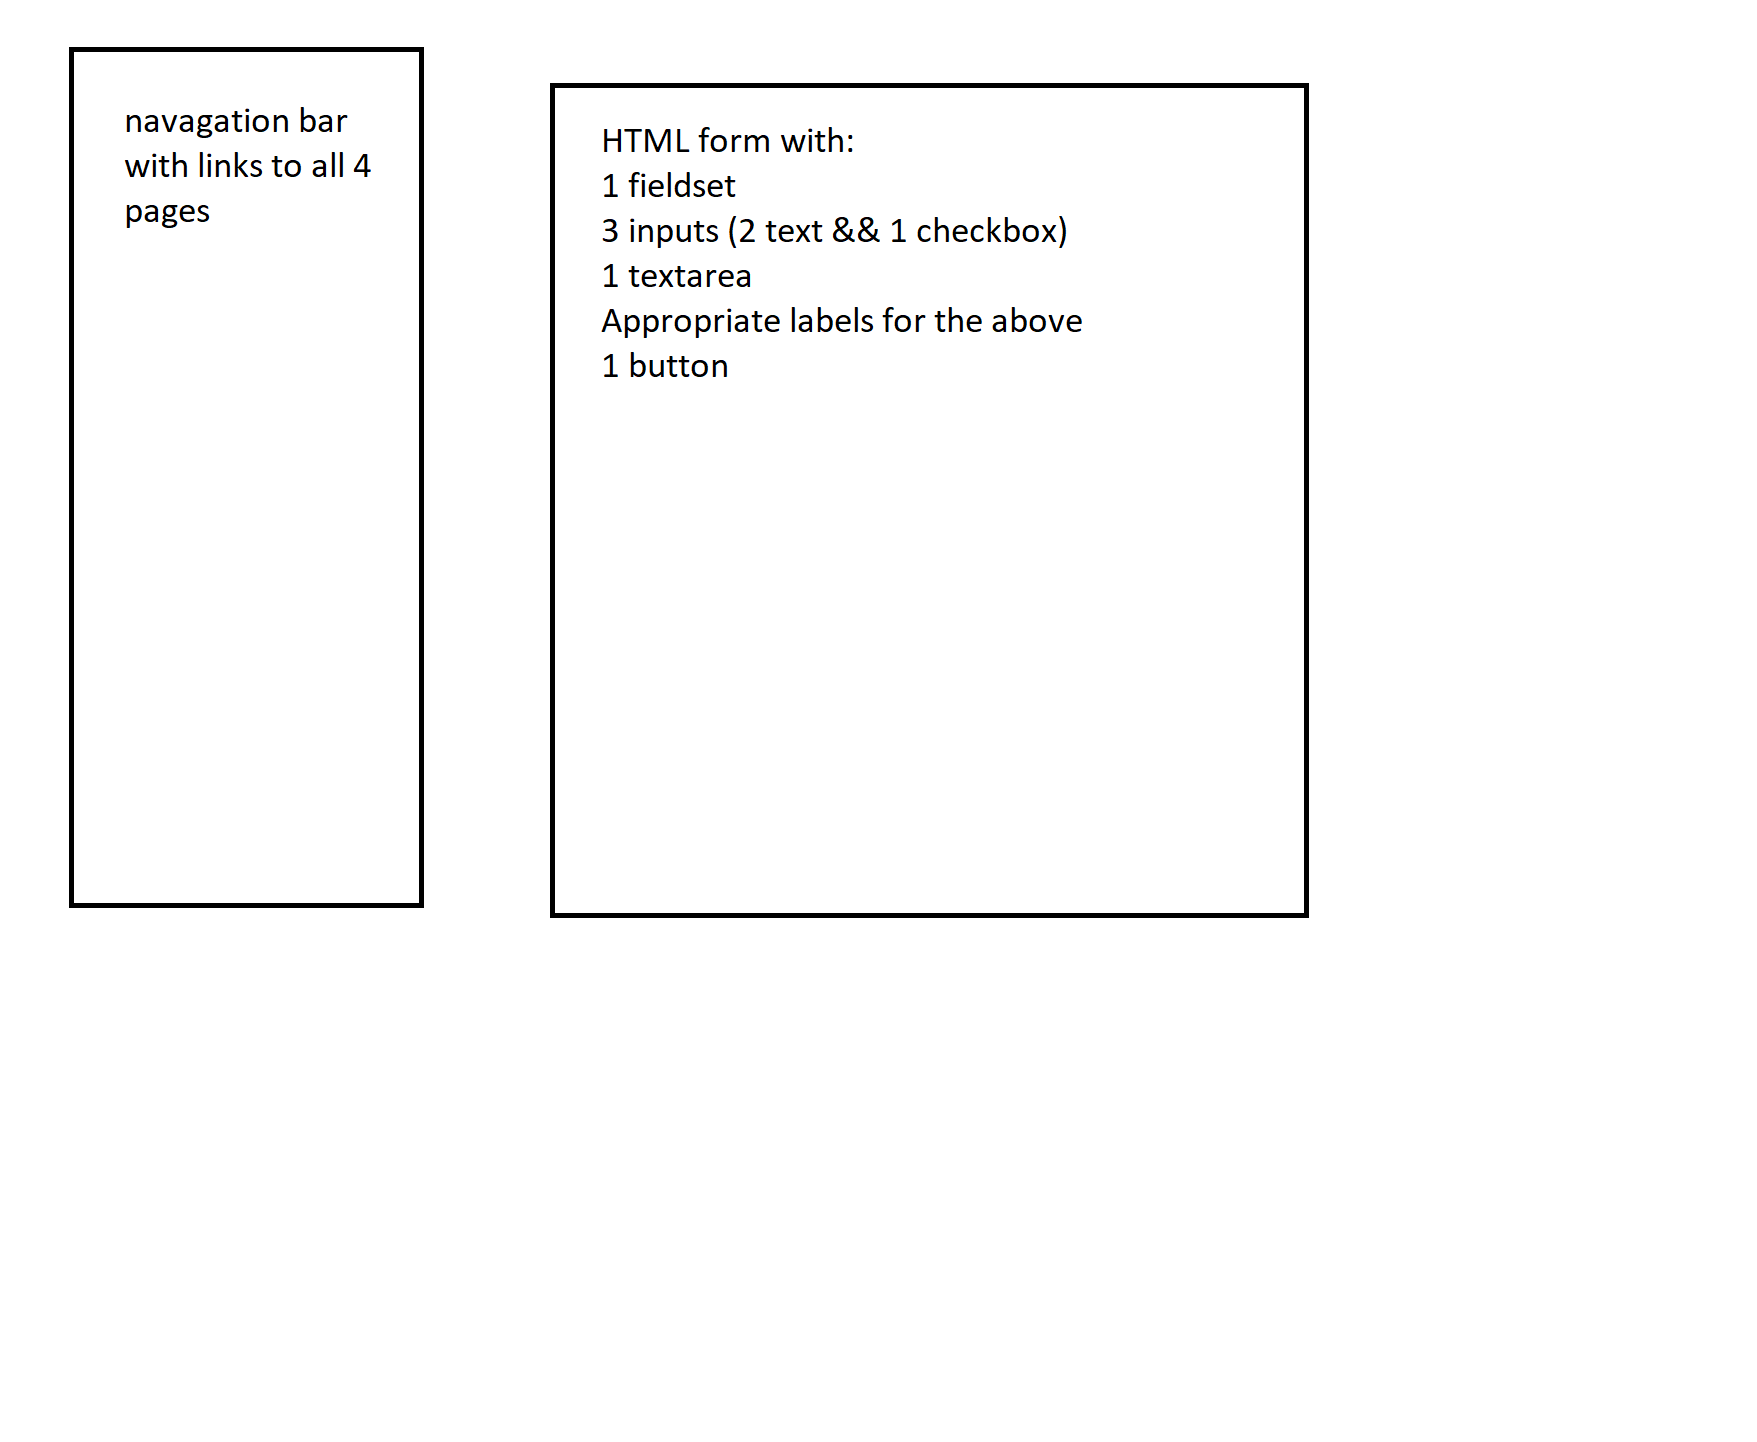 navagation bar
with links to all 4
pages
HTML form with:
1 fieldset
3 inputs (2 text && 1 checkbox)
1 textarea
Appropriate labels for the above
1 button